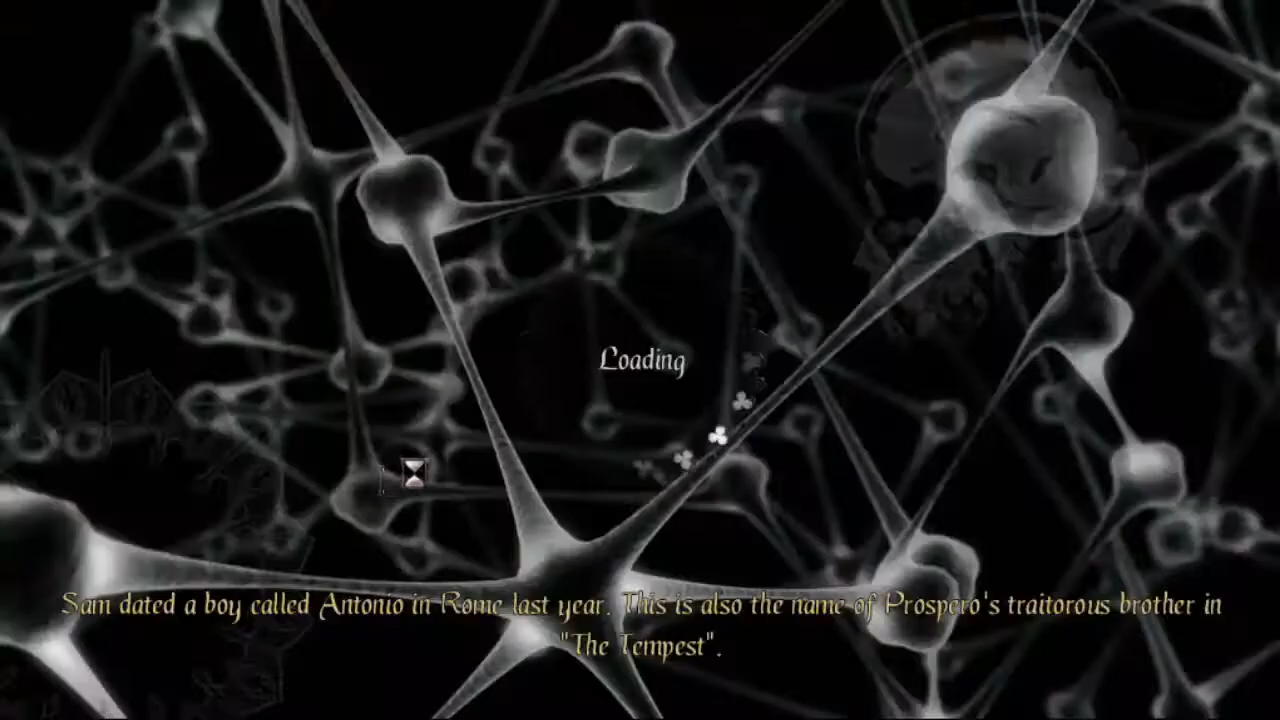 Loading
Sam dated a boy called Antonio in Rome last year. This is also the name of Prospero's traitorous brother in
"The Tempest".